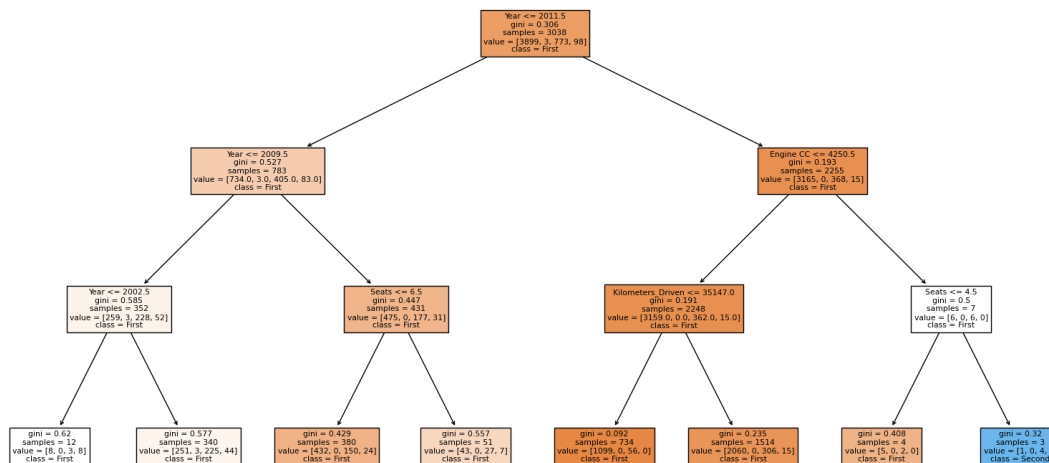 Year <= 2011.5
gini = 0.306
samples = 3038
value = [3899, 3, 773, 98]
class = First
Year <= 2009.5
gini = 0.527
samples = 783
value = [734.0, 3.0, 405.0, 83.0]
class = First
Engine CC <= 4250.5
gini = 0.193
samples = 2255
value = [3165, 0, 368, 15]
class = First
Year <= 2002.5
gini = 0.585
samples = 352
value = [259, 3, 228, 52]
class = First
Seats <= 6.5
gini = 0.447
samples = 431
value = [475, 0, 177, 31]
class = First
Kilometers_Driven <= 35147.0
gini = 0.191
samples = 2248
value = [3159.0, 0.0, 362.0, 15.0]
class = First
Seats <= 4.5
gini = 0.5
samples = 7
value = [6, 0, 6, 0]
class = First
gini = 0.62
samples = 12
value = [8, 0, 3, 8]
class = First
gini = 0.577
samples = 340
value = [251, 3, 225, 44]
class = First
gini = 0.429
samples = 380
value = [432, 0, 150, 24]
class = First
gini = 0.557
samples = 51
value = [43, 0, 27, 7]
class = First
gini = 0.092
samples = 734
value = [1099, 0, 56, 0]
class = First
gini = 0.235
samples = 1514
value = [2060, 0, 306, 15]
class = First
gini = 0.408
samples = 4
value = [5, 0, 2, 0]
class = First
gini = 0.32
samples = 3
value = [1, 0, 4,
class = Second